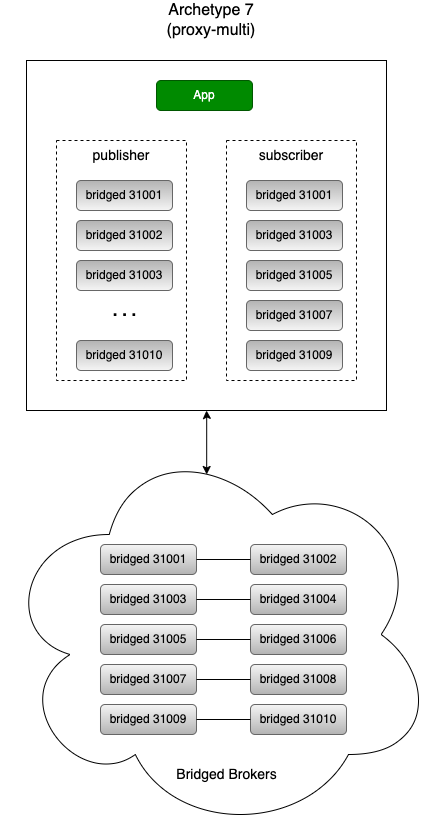 Archetype 7
(proxy-multi)
App
publisher
bridged 31001
bridged 31002
bridged 31003
...
bridged 31010
subscriber
bridged 31001
bridged 31003
bridged 31005
bridged 31007
bridged 31009
bridged 31001
bridged 31002
bridged 31003
bridged 31004
bridged 31005
bridged 31006
bridged 31007
bridged 31008
bridged 31009
bridged 31010
Bridged Brokers